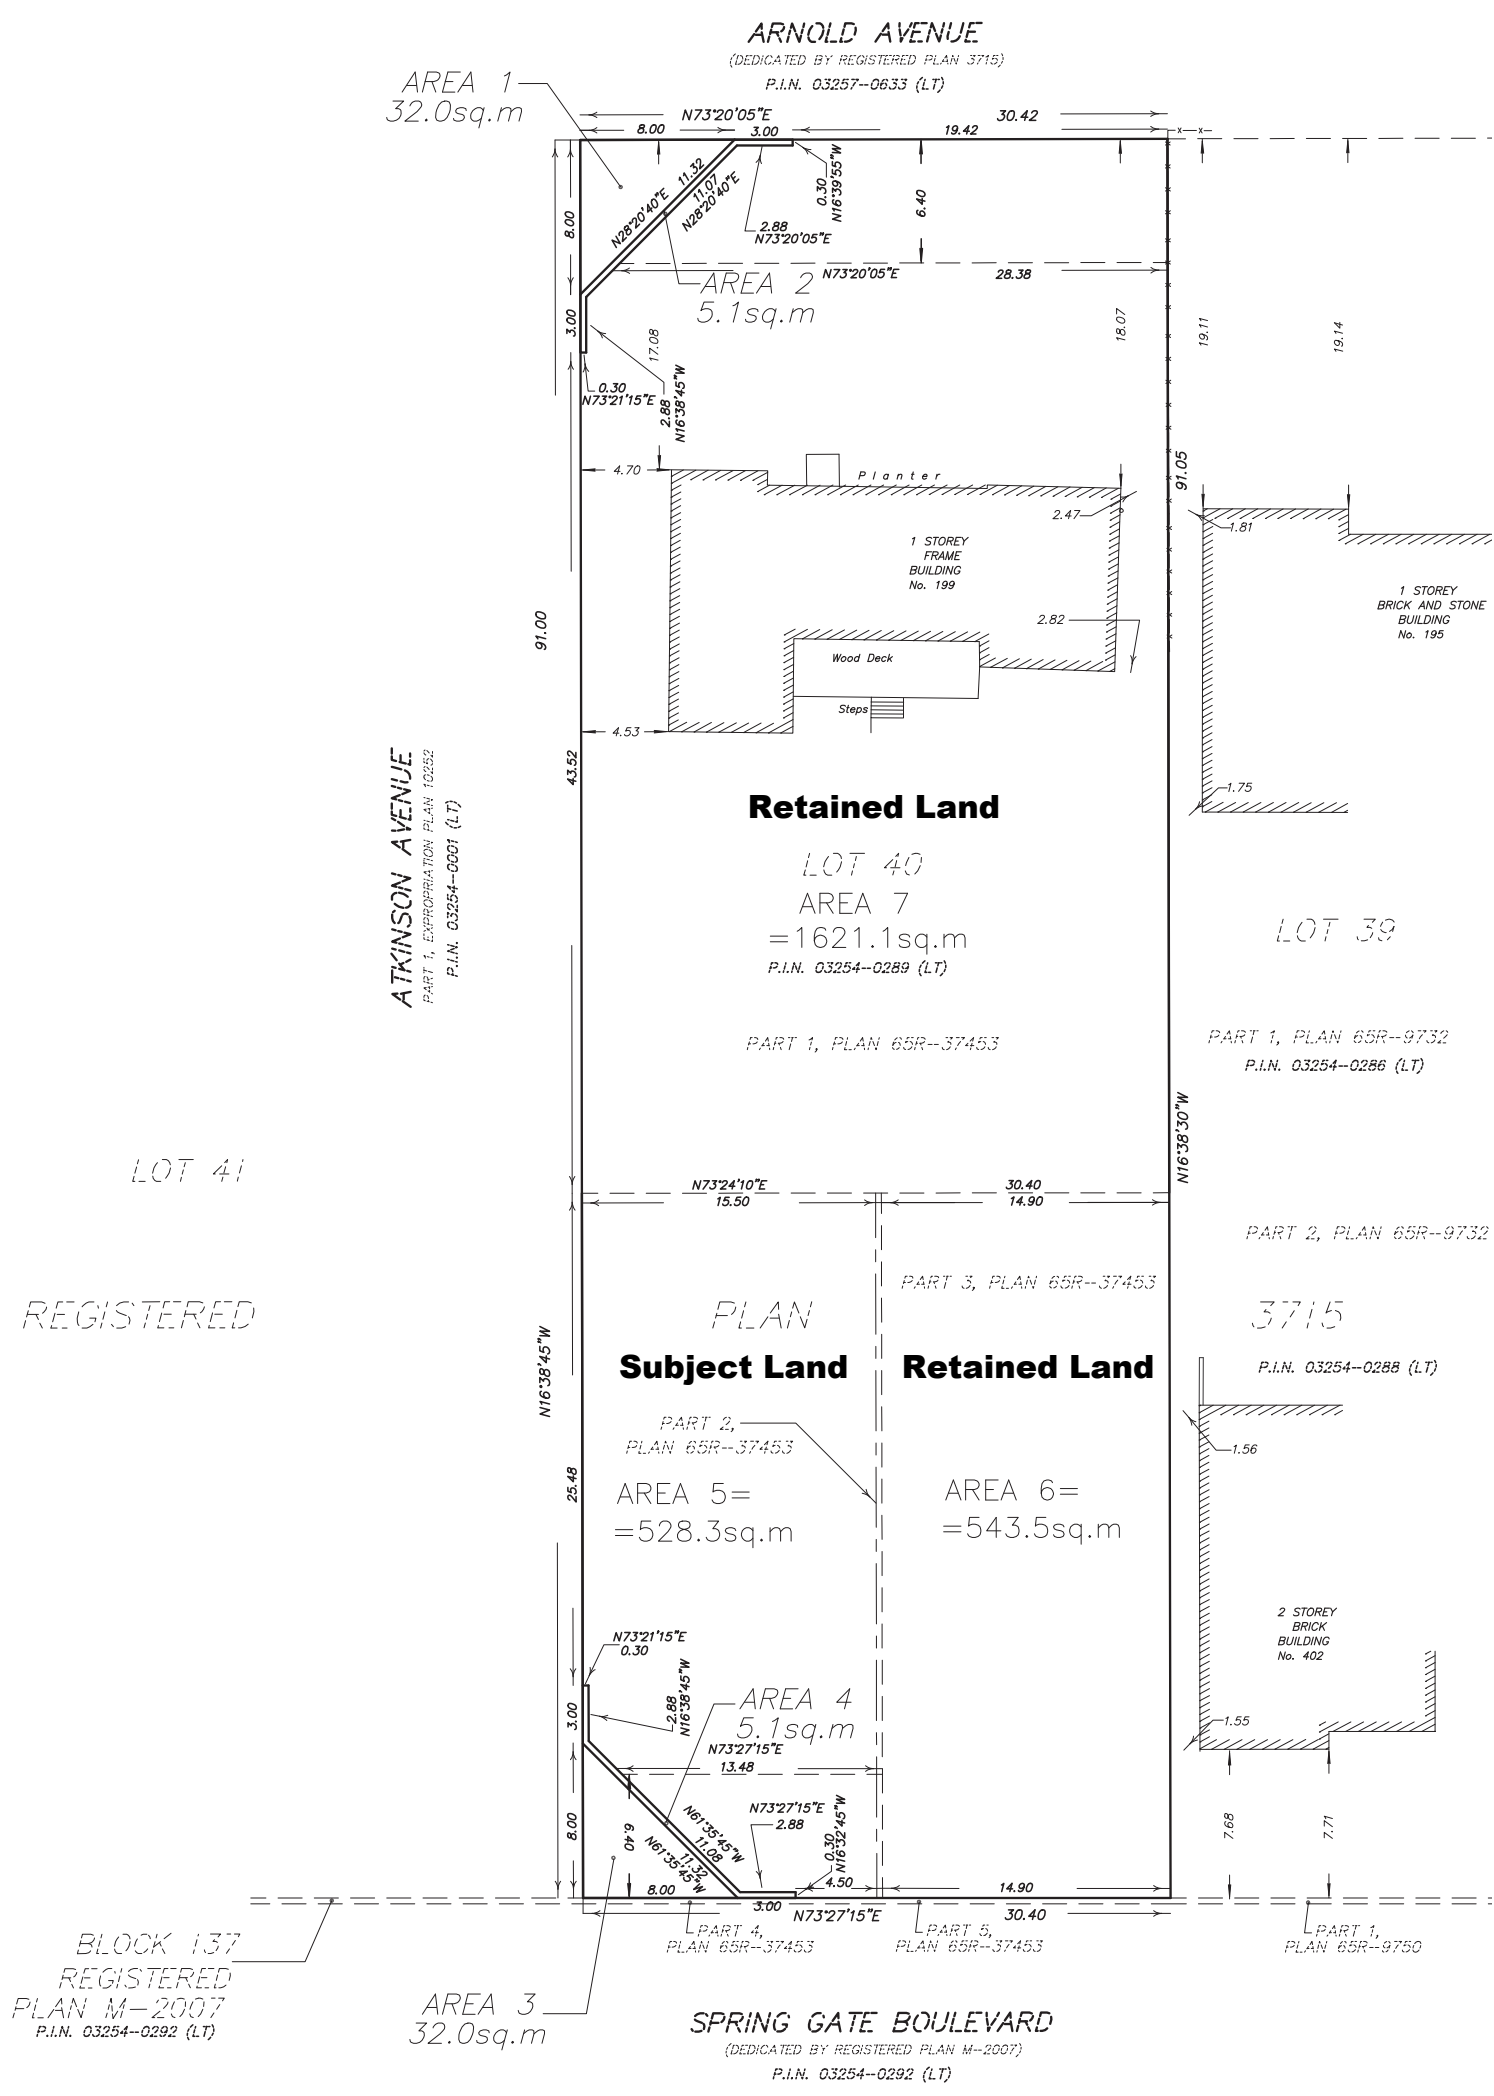 ARNOLD AVENUE
(DEDICATED BY REGISTERED PLAN 3715)
P.I.N. 03257--0633 (LT)
AREA 1
32.0sq.m
N73°20'05"E
30.42
8.00
3.00
19.42
x
x
8.00
N28°20'40"E
11.32
11.07
N28°20'40"E
0.30
N16°39'55"W
2.88
N73°20'05"E
6.40
N73°20'05"E
28.38
AREA 2
5.1sq.m
3.00
17.08
18.07
19.11
19.14
0.30
N73°21'15"E
2.88
N16°38'45"W
4.70
Planter
91.05
2.47
1.81
1 STOREY
FRAME
BUILDING
No. 199
1 STOREY
BRICK AND STONE
BUILDING
No. 195
91.00
2.82
Wood Deck
Steps
4.53
43.52
1.75
ATKINSON AVENUE
PART 1, EXPROPRIATION PLAN 10252
P.I.N. 03254--0001 (LT)
Retained Land
LOT 40
AREA 7
=1621.1sq.m
P.I.N. 03254--0289 (LT)
LOT 39
PART 1, PLAN 65R--37453
PART 1, PLAN 65R--9732
P.I.N. 03254--0286 (LT)
N16°38'30"W
LOT 41
N73°24'10"E
30.40
15.50
14.90
PART 2, PLAN 65R--9732
PART 3, PLAN 65R--37453
REGISTERED
PLAN
3715
N16°38'45"W
Subject Land
Retained Land
P.I.N. 03254--0288 (LT)
PART 2,
PLAN 65R--37453
1.56
25.48
AREA 5=
=528.3sq.m
AREA 6=
=543.5sq.m
2 STOREY
BRICK
BUILDING
No. 402
N73°21'15"E
0.30
2.88
N16°38'45"W
3.00
AREA 4
5.1sq.m
1.55
N73°27'15"E
13.48
8.00
6.40
N61°35'45"W
11.08
11.32
N61°35'45"W
N73°27'15"E
2.88
0.30
N16°32'45"W
7.68
7.71
8.00
4.50
14.90
3.00
N73°27'15"E
30.40
PART 4,
PLAN 65R--37453
PART 5,
PLAN 65R--37453
PART 1,
PLAN 65R--9750
BLOCK 137
REGISTERED
PLAN M--2007
P.I.N. 03254--0292 (LT)
AREA 3
32.0sq.m
SPRING GATE BOULEVARD
(DEDICATED BY REGISTERED PLAN M--2007)
P.I.N. 03254--0292 (LT)